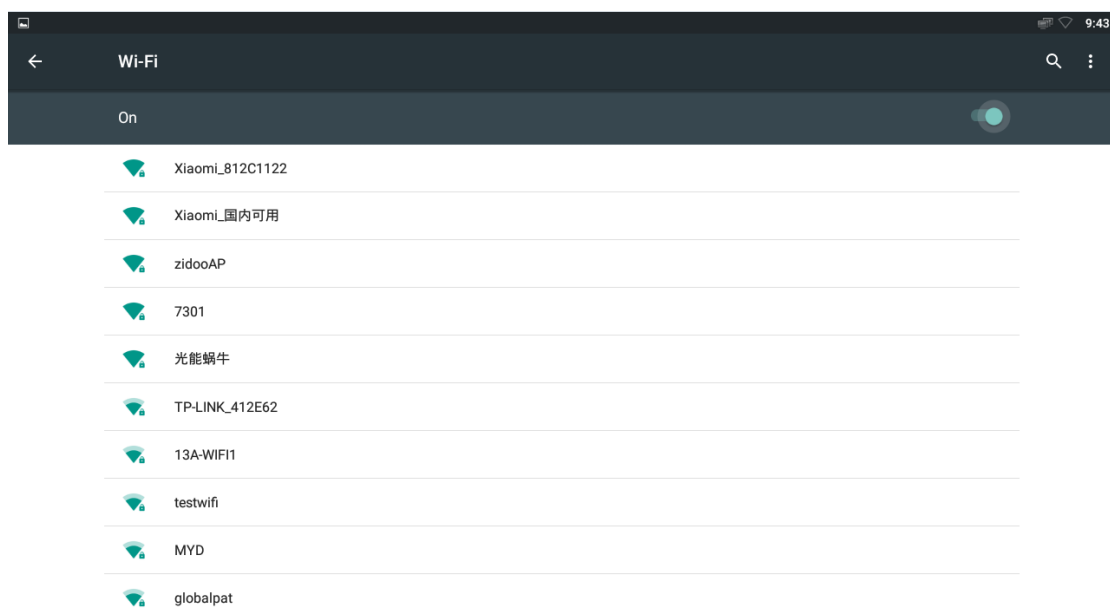 9:43
Wi-Fi
On
Xiaomi_812C1122
Xiaomi_国内可用
zidooAP
7301
光能蜗牛
TP-LINK_412E62
13A-WIFI1
testwifi
MYD
globalpat